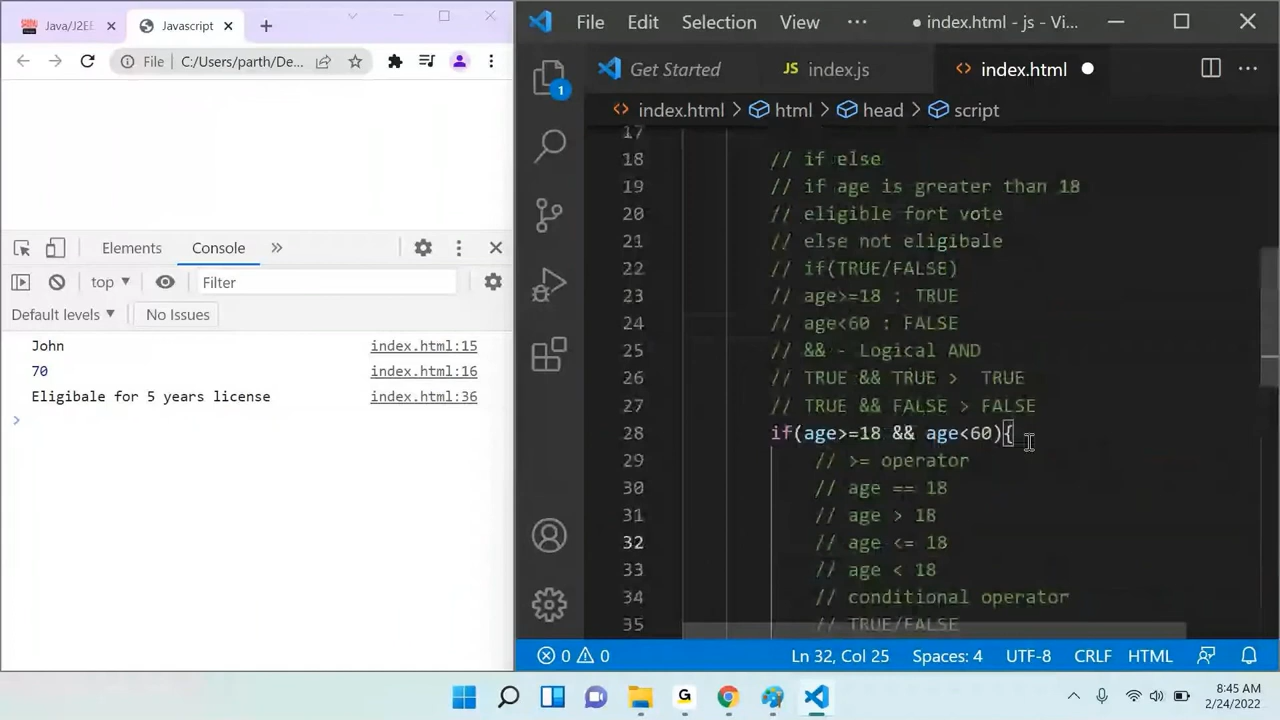 Java/J2EE
Javascript
File
C:/Users/parth/De...
Elements
Console
top
Filter
Default levels
No Issues
John
index.html:15
70
index.html:16
Eligibale for 5 years license
index.html:36
File Edit Selection View
index.html - js - Vi...
Get Started
JS index.js
index.html
1
index.html > html > head > script
17
18 // if else
19 // if age is greater than 18
20 // eligible fort vote
21 // else not eligibale
22 // if(TRUE/FALSE)
23 // age>=18 : TRUE
24 // age<60 : FALSE
25 // && - Logical AND
26 // TRUE && TRUE >  TRUE
27 // TRUE && FALSE > FALSE
28 if(age>=18 && age<60){
29 // >= operator
30 // age == 18
31 // age > 18
32 // age <= 18
33 // age < 18
34 // conditional operator
35 // TRUE/FALSE
0 0
Ln 32, Col 25
Spaces: 4
UTF-8
CRLF
HTML
G
8:45 AM
2/24/2022